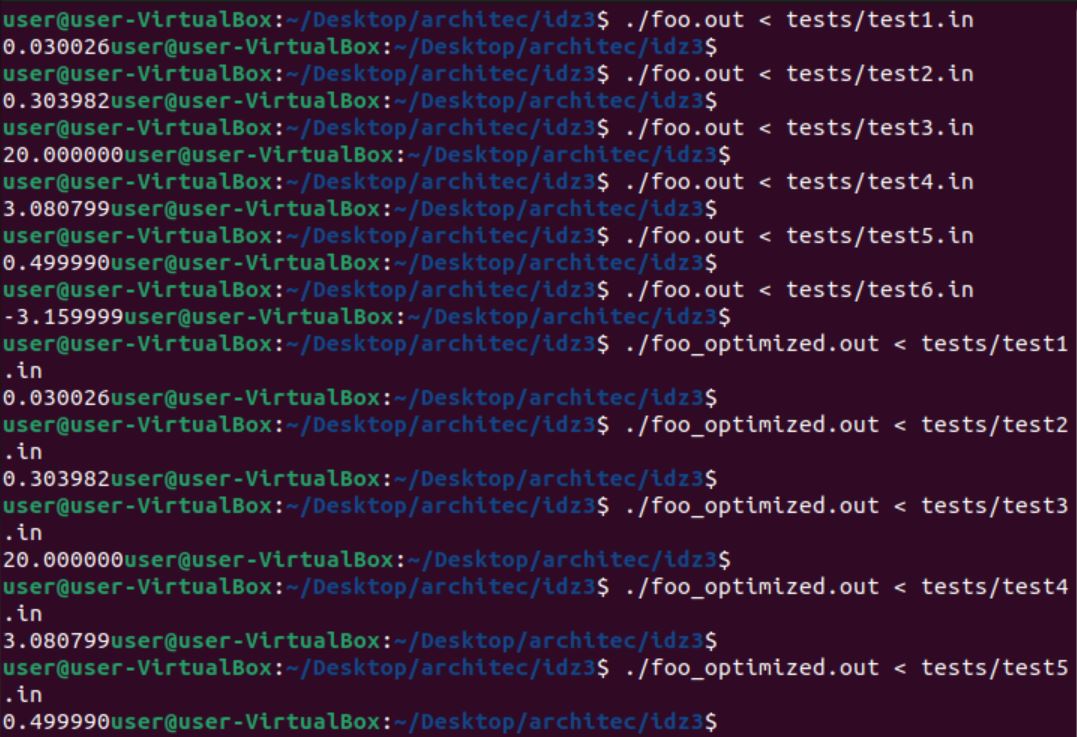 user@user-VirtualBox:~/Desktop/architec/idz3$ ./foo.out < tests/test1.in
0.030026user@user-VirtualBox:~/Desktop/architec/idz3$
user@user-VirtualBox:~/Desktop/architec/idz3$ ./foo.out < tests/test2.in
0.303982user@user-VirtualBox:~/Desktop/architec/idz3$
user@user-VirtualBox:~/Desktop/architec/idz3$ ./foo.out < tests/test3.in
20.000000user@user-VirtualBox:~/Desktop/architec/idz3$
user@user-VirtualBox:~/Desktop/architec/idz3$ ./foo.out < tests/test4.in
3.080799user@user-VirtualBox:~/Desktop/architec/idz3$
user@user-VirtualBox:~/Desktop/architec/idz3$ ./foo.out < tests/test5.in
0.499990user@user-VirtualBox:~/Desktop/architec/idz3$
user@user-VirtualBox:~/Desktop/architec/idz3$ ./foo.out < tests/test6.in
-3.159999user@user-VirtualBox:~/Desktop/architec/idz3$
user@user-VirtualBox:~/Desktop/architec/idz3$ ./foo_optimized.out < tests/test1
.in
0.030026user@user-VirtualBox:~/Desktop/architec/idz3$
user@user-VirtualBox:~/Desktop/architec/idz3$ ./foo_optimized.out < tests/test2
.in
0.303982user@user-VirtualBox:~/Desktop/architec/idz3$
user@user-VirtualBox:~/Desktop/architec/idz3$ ./foo_optimized.out < tests/test3
.in
20.000000user@user-VirtualBox:~/Desktop/architec/idz3$
user@user-VirtualBox:~/Desktop/architec/idz3$ ./foo_optimized.out < tests/test4
.in
3.080799user@user-VirtualBox:~/Desktop/architec/idz3$
user@user-VirtualBox:~/Desktop/architec/idz3$ ./foo_optimized.out < tests/test5
.in
0.499990user@user-VirtualBox:~/Desktop/architec/idz3$